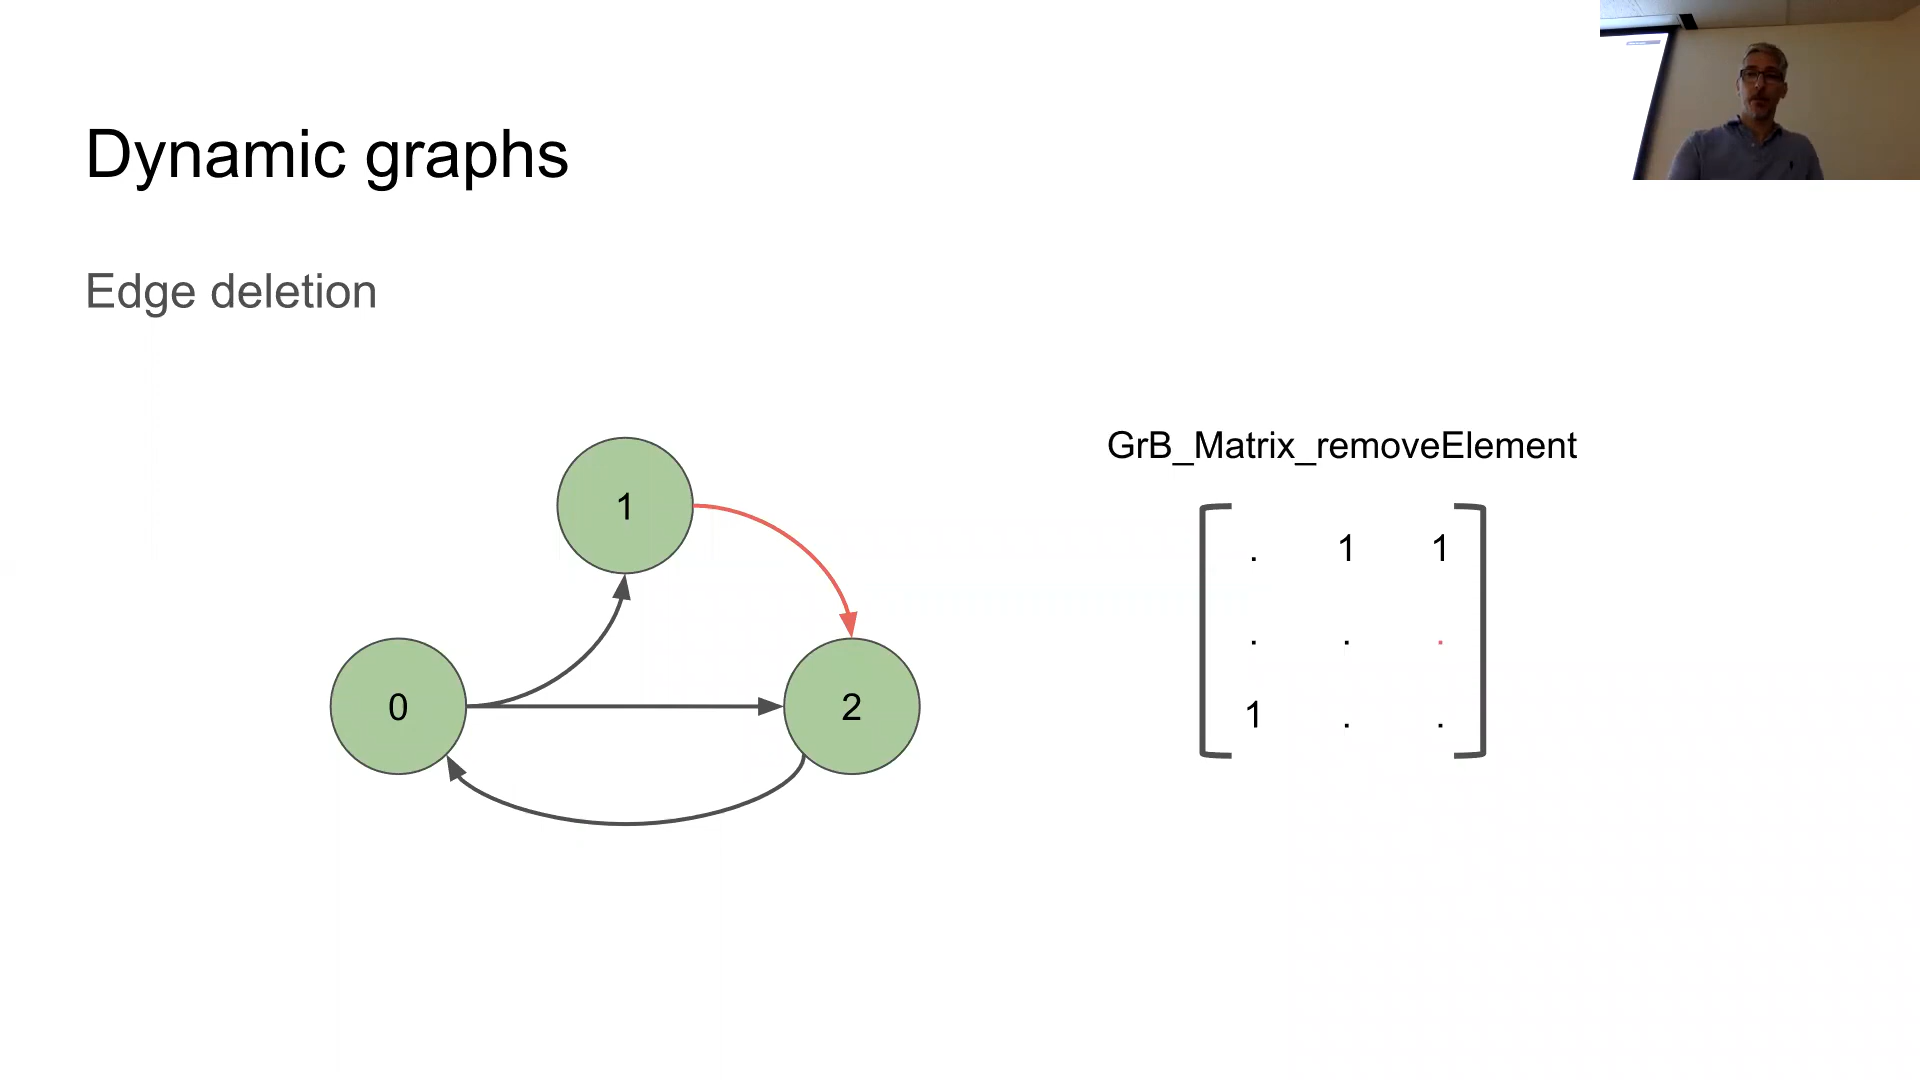 Dynamic graphs
Edge deletion
GrB_Matrix_removeElement
1
0
2
. 1 1
. . .
1 . .